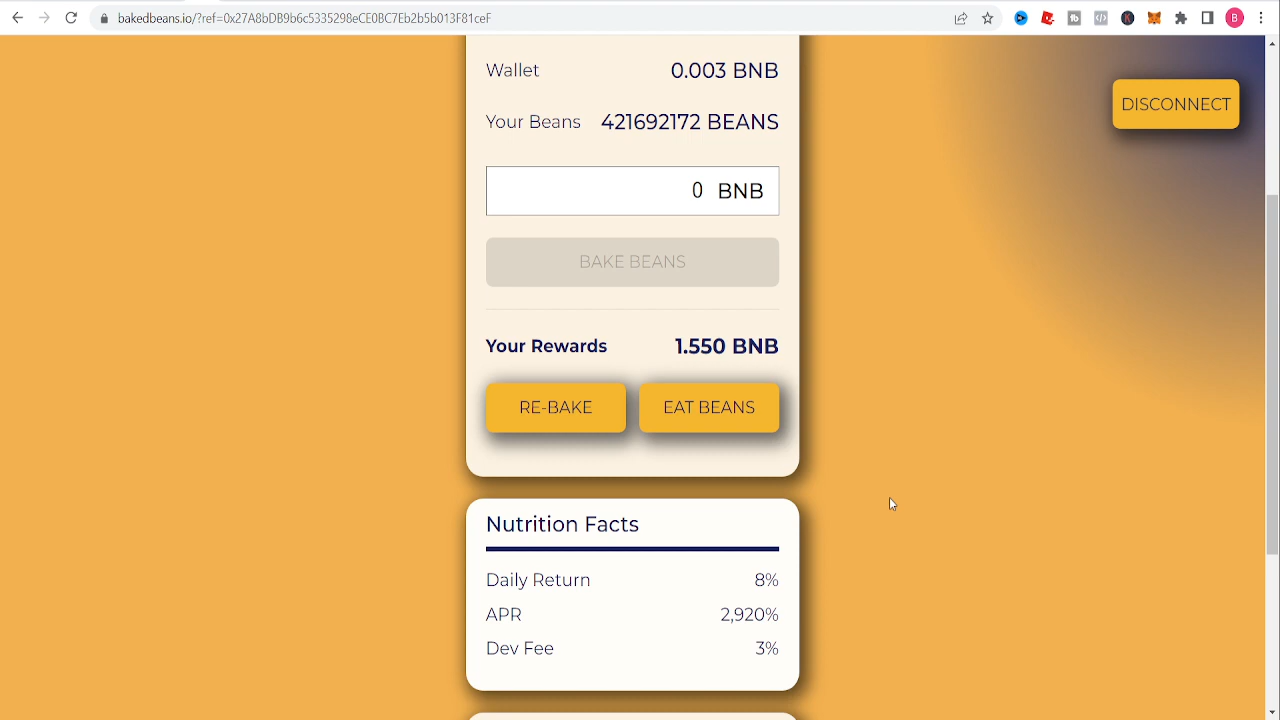 bakedbeans.io/?ref=0x27A8bDB9b6c533298eCE0BC7Eb2b2b013F81ceF
B
DISCONNECT
Wallet 0.003 BNB
Your Beans 421692172 BEANS
0 BNB
BAKE BEANS
Your Rewards 1.550 BNB
RE-BAKE EAT BEANS
Nutrition Facts
Daily Return 8%
APR 2,920%
Dev Fee 3%